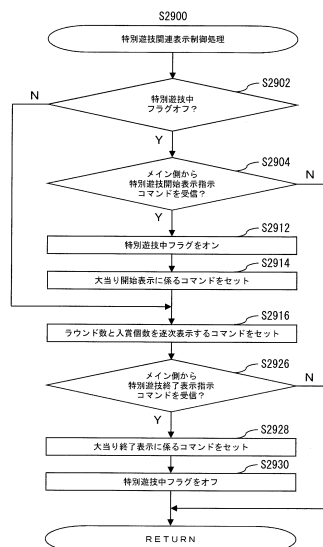 S2900
特別遊技関連表示制御処理
S2902
N
特別遊技中
フラグオフ？
Y
S2904
メイン側から
特別遊技開始表示指示
コマンドを受信？
N
Y
S2912
特別遊技中フラグをオン
S2914
大当り開始表示に係るコマンドをセット
S2916
ラウンド数と入賞個数を逐次表示するコマンドをセット
S2926
メイン側から
特別遊技終了表示指示
コマンドを受信？
N
Y
S2928
大当り終了表示に係るコマンドをセット
S2930
特別遊技中フラグをオフ
RETURN